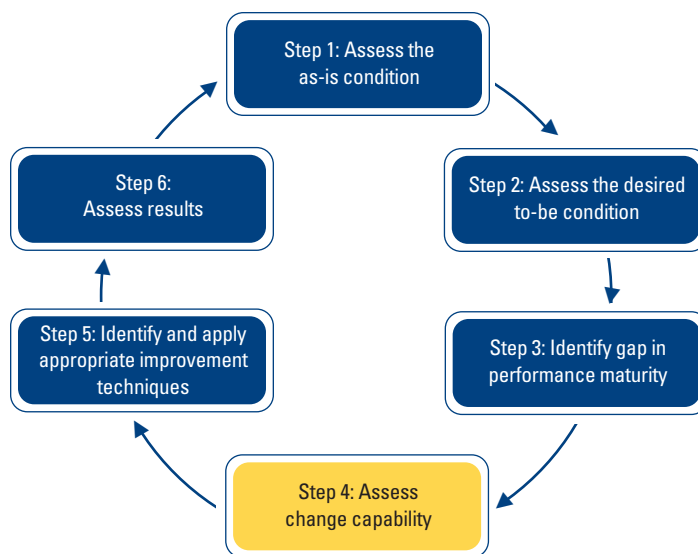 Step 1: Assess the
as-is condition
Step 2: Assess the desired
to-be condition
Step 3: Identify gap in
performance maturity
Step 4: Assess
change capability
Step 5: Identify and apply
appropriate improvement
techniques
Step 6:
Assess results